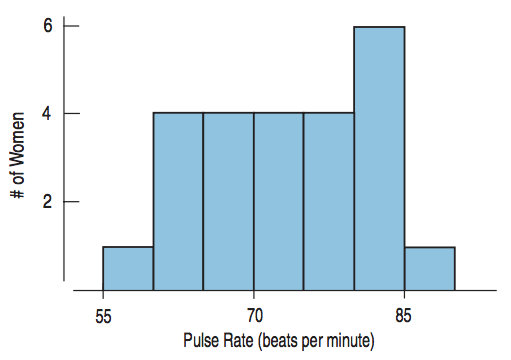 6
4
2
# of Women
55 70 85
Pulse Rate (beats per minute)